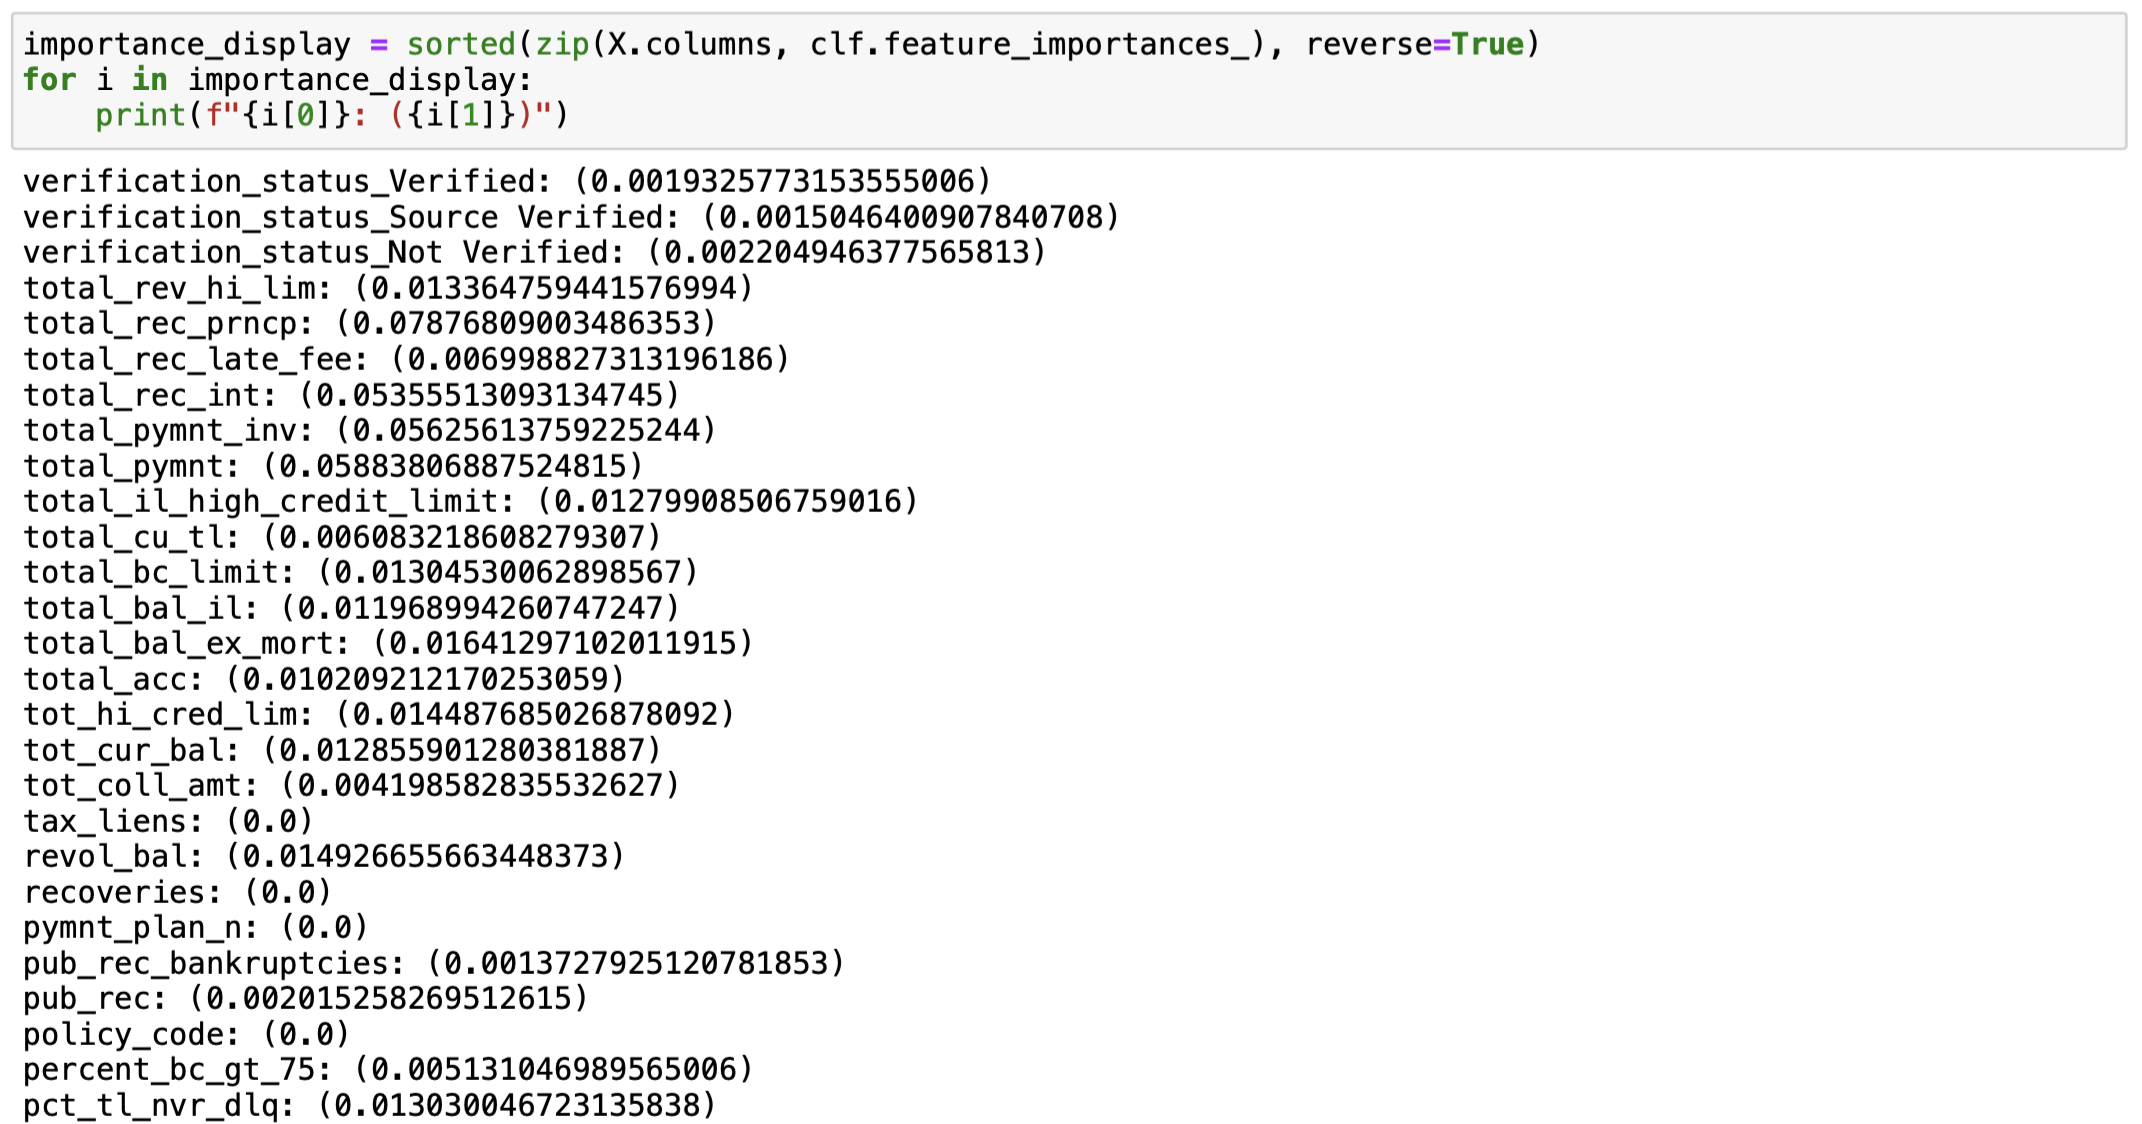 importance_display = sorted(zip(X.columns, clf.feature_importances_), reverse=True)
for i in importance_display:
    print(f"{i[0]}: ({i[1]})")
verification_status_Verified: (0.0019325773153555006)
verification_status_Source Verified: (0.0015046400907840708)
verification_status_Not Verified: (0.002204946377565813)
total_rev_hi_lim: (0.013364759441576994)
total_rec_prncp: (0.07876809003486353)
total_rec_late_fee: (0.006998827313196186)
total_rec_int: (0.05355513093134745)
total_pymnt_inv: (0.05625613759225244)
total_pymnt: (0.05883806887524815)
total_il_high_credit_limit: (0.01279908506759016)
total_cu_tl: (0.006083218608279307)
total_bc_limit: (0.01304530062898567)
total_bal_il: (0.011968994260747247)
total_bal_ex_mort: (0.01641297102011915)
total_acc: (0.010209212170253059)
tot_hi_cred_lim: (0.014487685026878092)
tot_cur_bal: (0.012855901280381887)
tot_coll_amt: (0.004198582835532627)
tax_liens: (0.0)
revol_bal: (0.014926655663448373)
recoveries: (0.0)
pymnt_plan_n: (0.0)
pub_rec_bankruptcies: (0.0013727925120781853)
pub_rec: (0.002015258269512615)
policy_code: (0.0)
percent_bc_gt_75: (0.005131046989565006)
pct_tl_nvr_dlq: (0.013030046723135838)